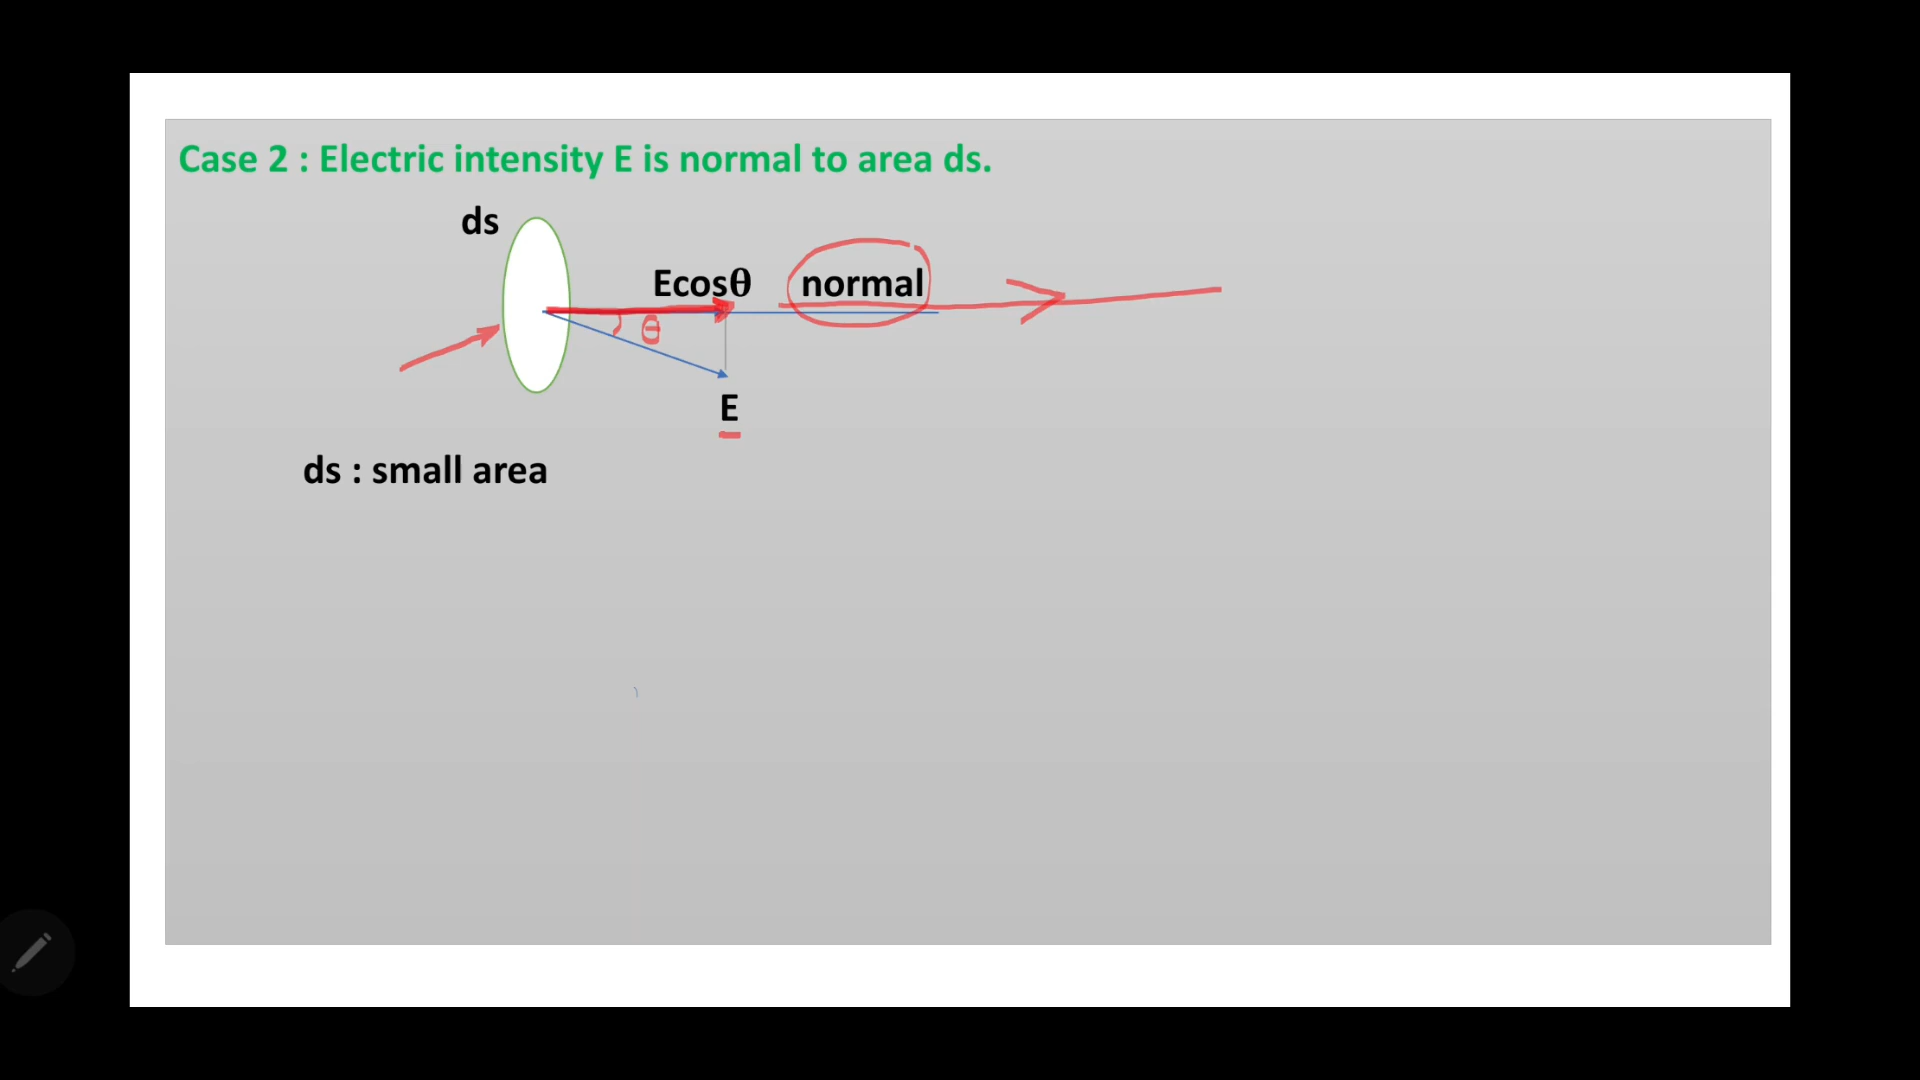 Case 2 : Electric intensity E is normal to area ds.
ds
Ecosθ normal
θ
E
ds : small area